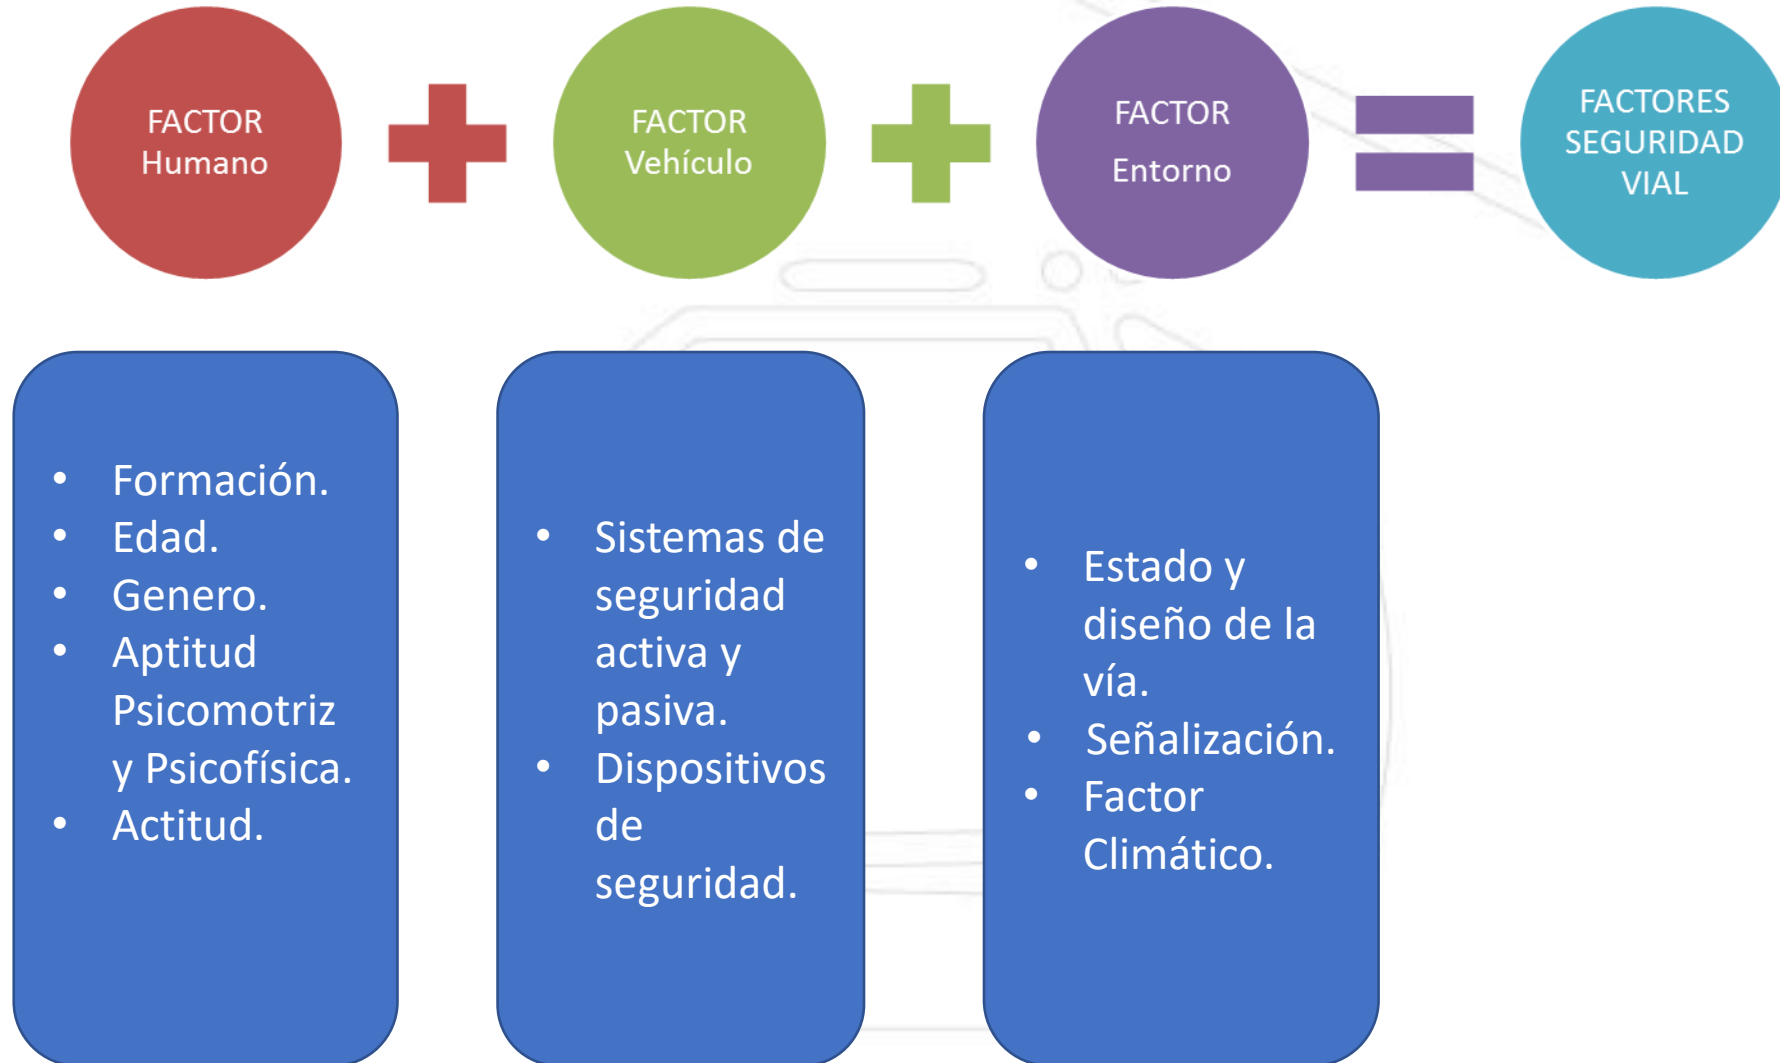 FACTOR
Humano
FACTOR
Vehículo
FACTOR
Entorno
FACTORES
SEGURIDAD
VIAL
• Formación.
• Edad.
• Genero.
• Aptitud
Psicomotriz
y Psicofísica.
• Actitud.
• Sistemas de
seguridad
activa y
pasiva.
• Dispositivos
de
seguridad.
• Estado y
diseño de la
vía.
• Señalización.
• Factor
Climático.